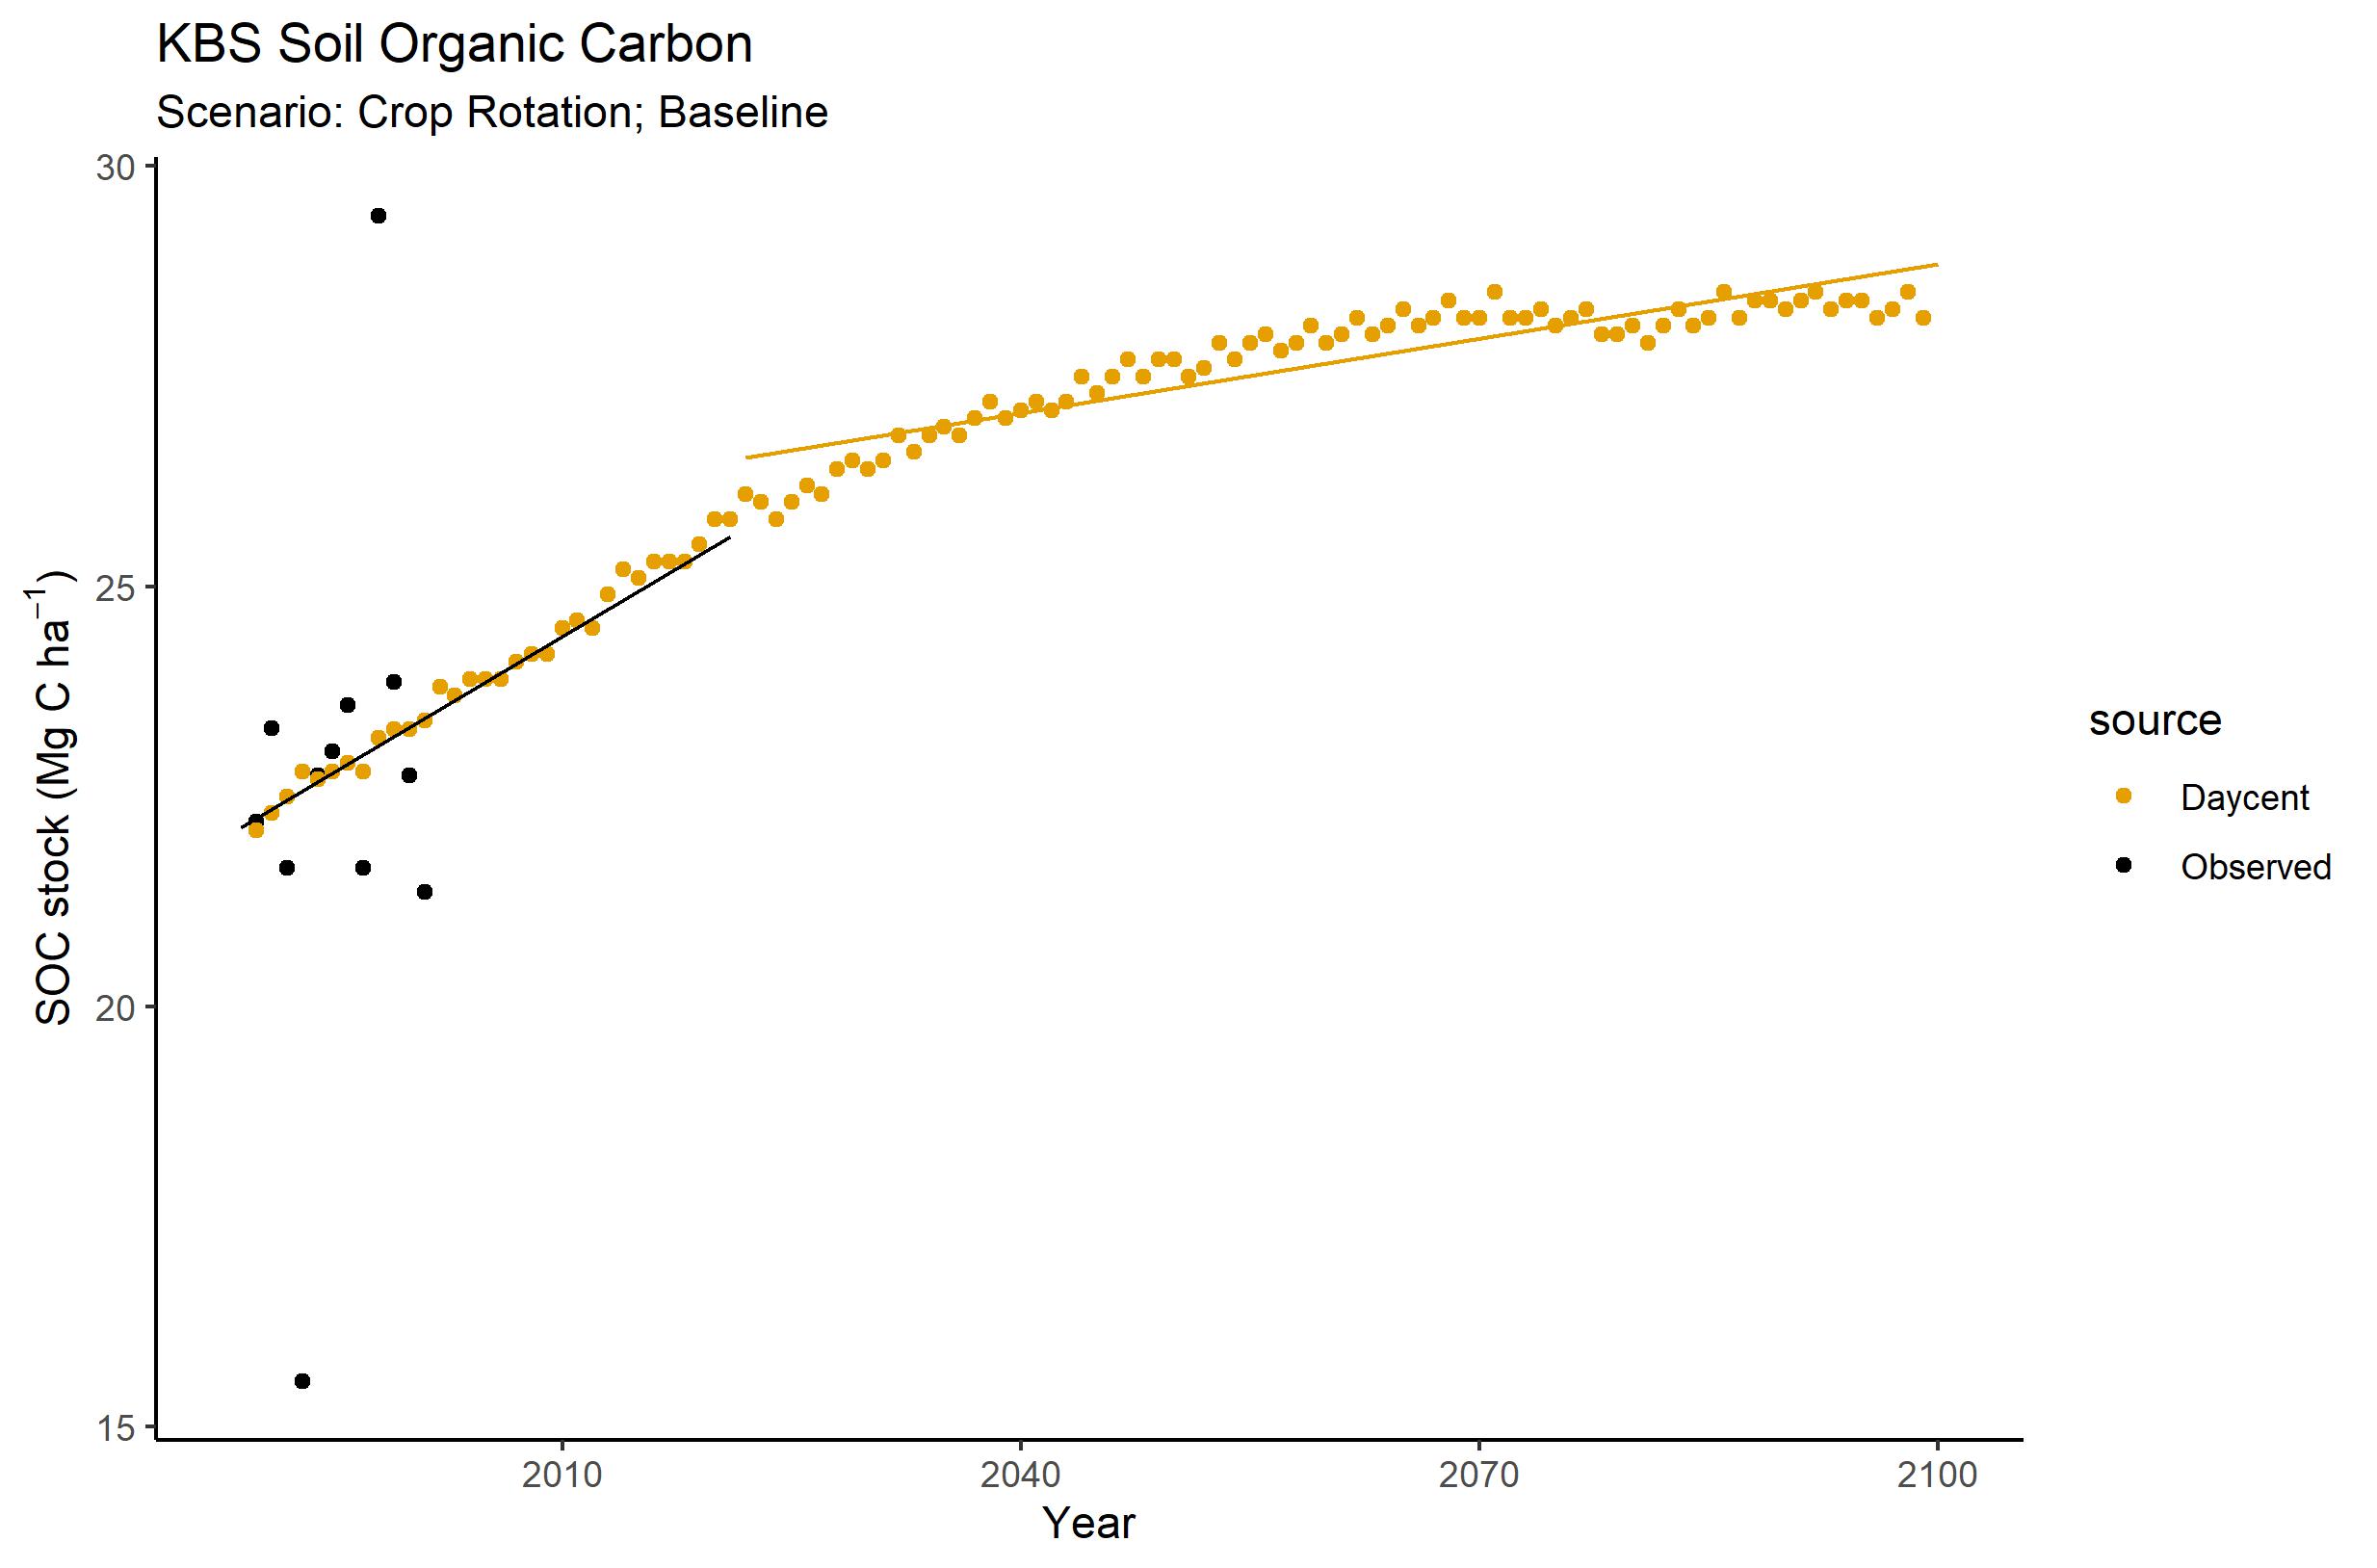 KBS Soil Organic Carbon
Scenario: Crop Rotation; Baseline
30
25
20
15
SOC stock (Mg C ha⁻¹)
2010 2040 2070 2100
Year
source
Daycent
Observed